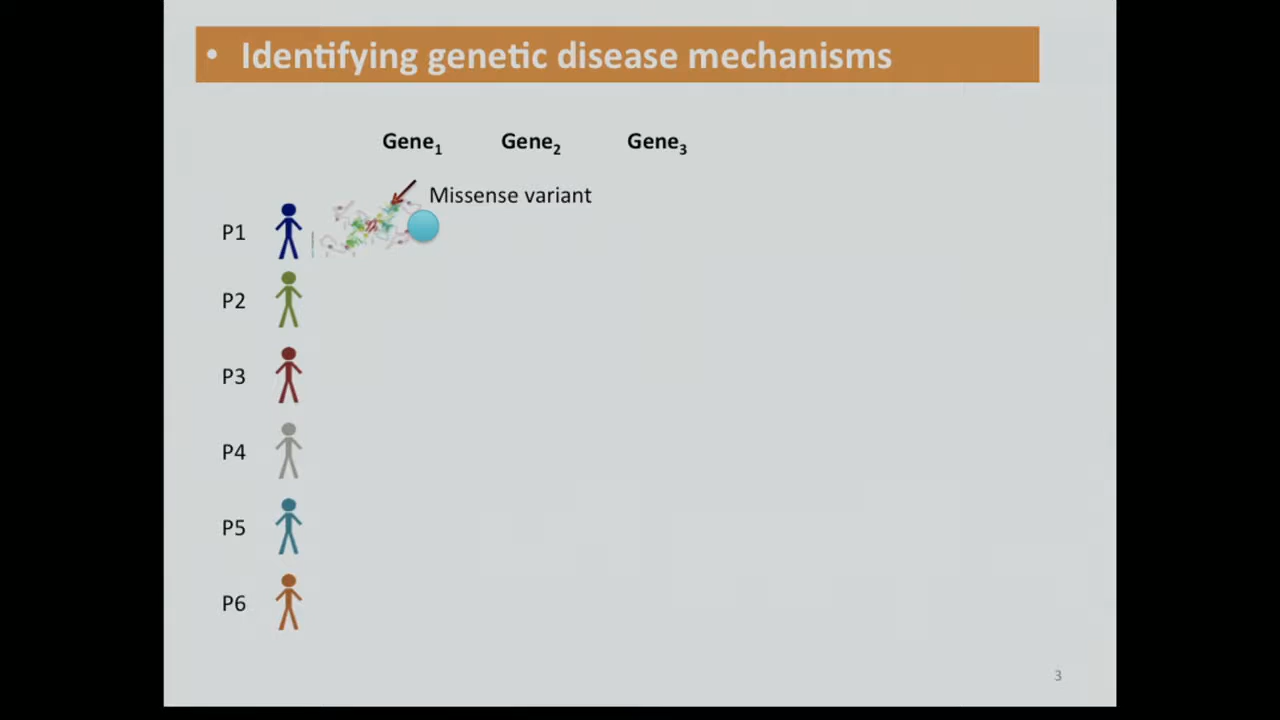 • Identifying genetic disease mechanisms
Gene₁ Gene₂ Gene₃
Missense variant
P1
P2
P3
P4
P5
P6
3